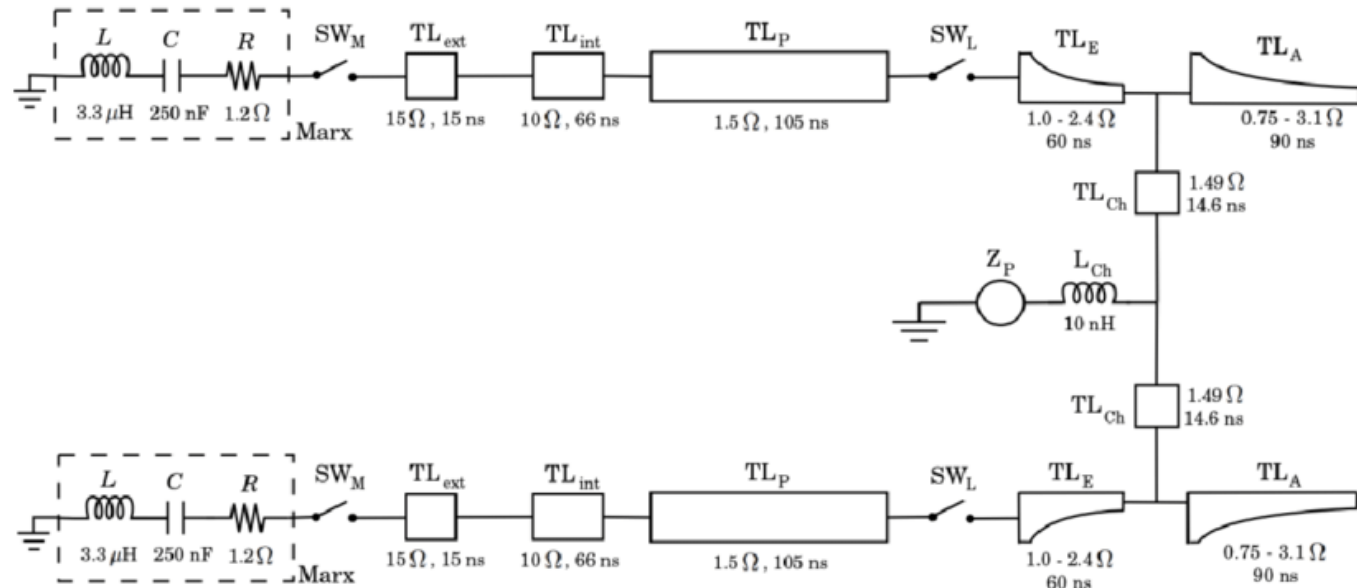 L C R SW_M TL_ext TL_int TL_P SW_L TL_E TL_A
3.3 μH 250 nF 1.2 Ω
Marx
15 Ω , 15 ns
10 Ω , 66 ns
1.5 Ω , 105 ns
1.0 - 2.4 Ω
60 ns
0.75 - 3.1 Ω
90 ns
TL_Ch
1.49 Ω
14.6 ns
Z_P L_Ch
10 nH
TL_Ch
1.49 Ω
14.6 ns
L C R SW_M TL_ext TL_int TL_P SW_L TL_E TL_A
3.3 μH 250 nF 1.2 Ω
Marx
15 Ω , 15 ns
10 Ω , 66 ns
1.5 Ω , 105 ns
1.0 - 2.4 Ω
60 ns
0.75 - 3.1 Ω
90 ns